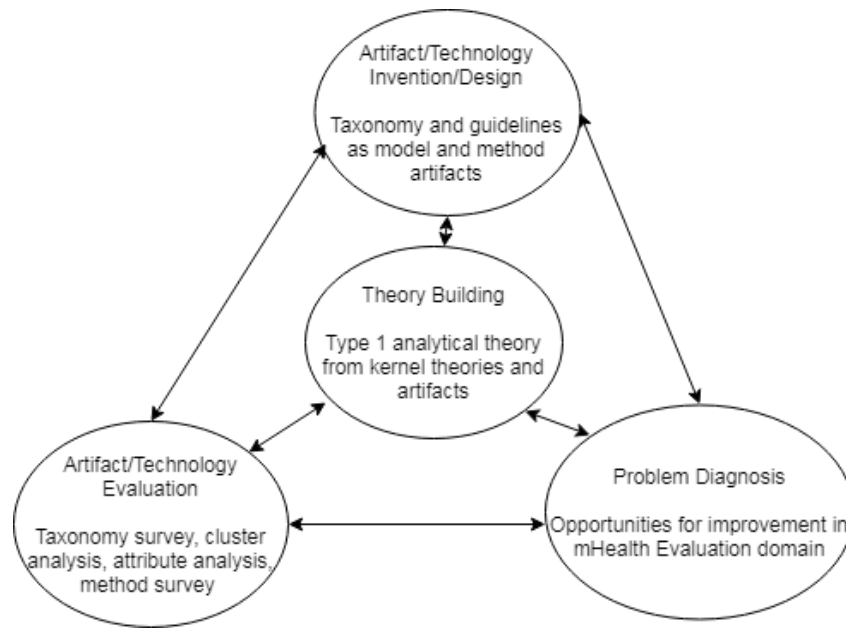 Artifact/Technology
Invention/Design
Taxonomy and guidelines
as model and method
artifacts
Theory Building
Type 1 analytical theory
from kernel theories and
artifacts
Artifact/Technology
Evaluation
Taxonomy survey, cluster
analysis, attribute analysis,
method survey
Problem Diagnosis
Opportunities for improvement in
mHealth Evaluation domain